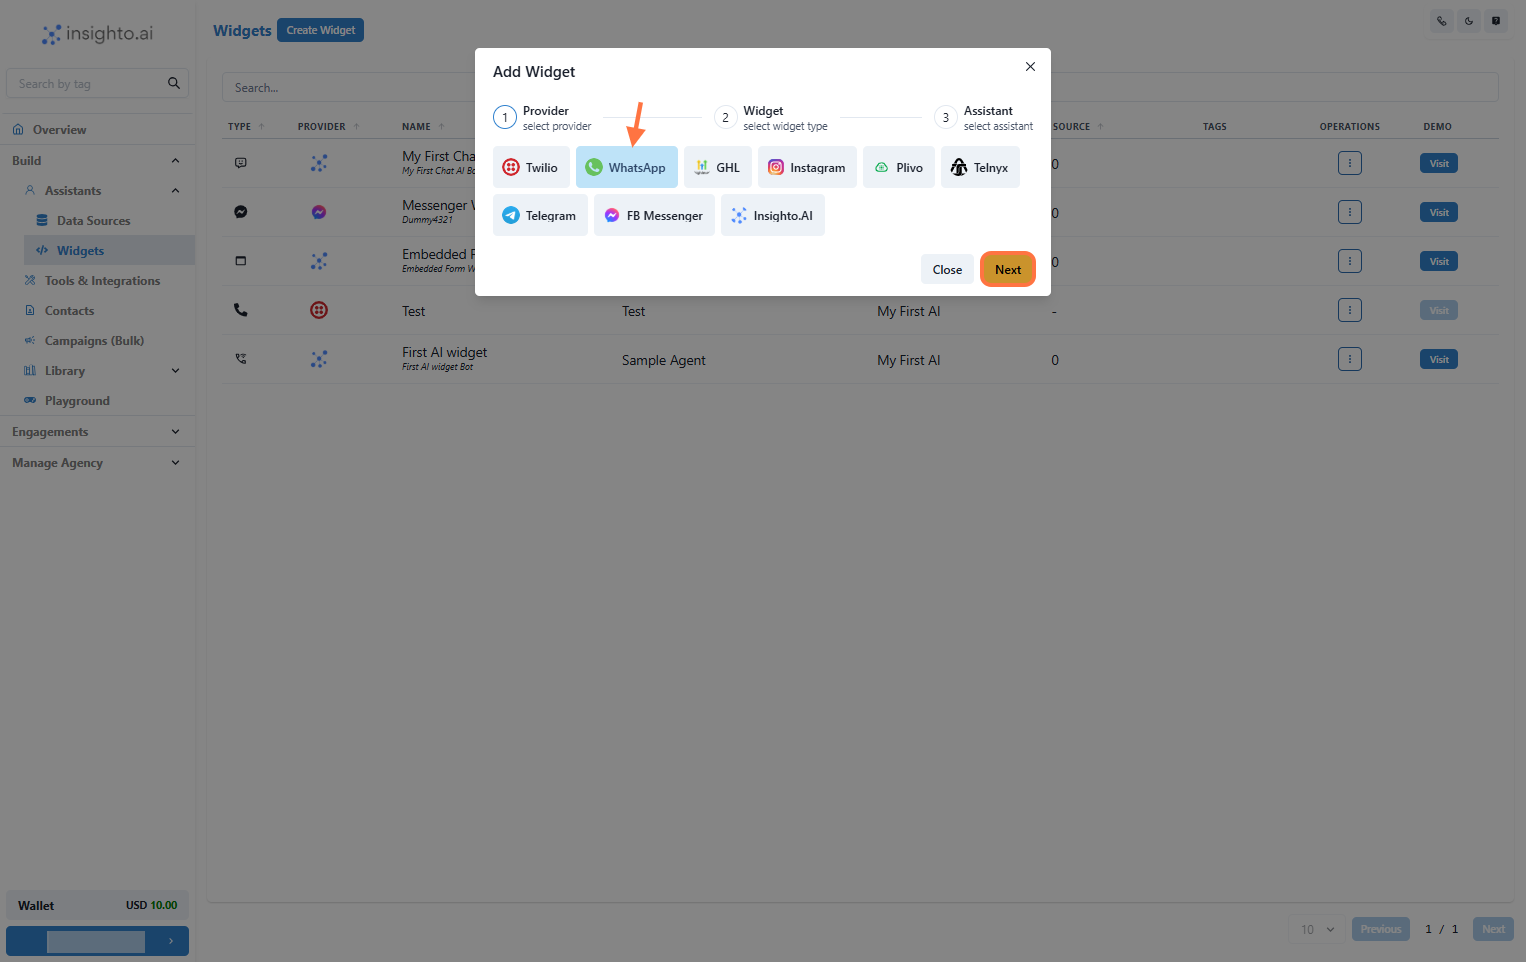 insighto.ai
Search by tag
Overview
Build
Assistants
Data Sources
Widgets
Tools & Integrations
Contacts
Campaigns (Bulk)
Library
Playground
Engagements
Manage Agency
Wallet USD 10.00
Widgets Create Widget
Search...
TYPE PROVIDER NAME SOURCE TAGS OPERATIONS DEMO
My First Cha
My First Chat AI Bo
0 Visit
Messenger W
Dummy4321
0 Visit
Embedded F
Embedded Form W
0 Visit
Test Test My First AI - Visit
First AI widget
First AI widget Bot
Sample Agent My First AI 0 Visit
10 Previous 1 / 1 Next
Add Widget
1 Provider
select provider
2 Widget
select widget type
3 Assistant
select assistant
Twilio WhatsApp GHL Instagram Plivo Telnyx
Telegram FB Messenger Insighto.AI
Close Next